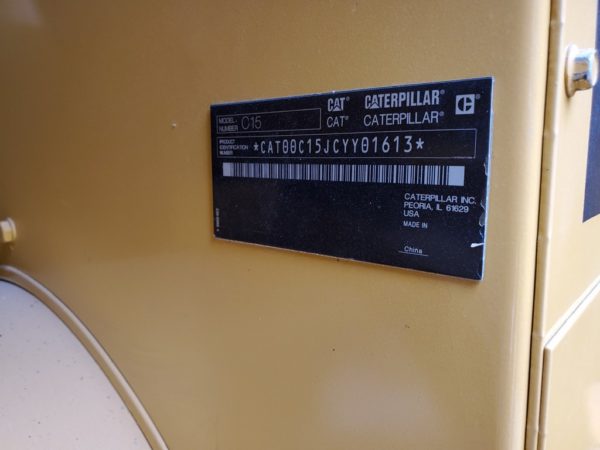 MODEL NUMBER C15
CAT CATERPILLAR C
CAT CATERPILLAR
PRODUCT IDENTIFICATION NUMBER *CAT00C15JCYY01613*
CATERPILLAR INC.
PEORIA, IL 61629
USA
MADE IN
China